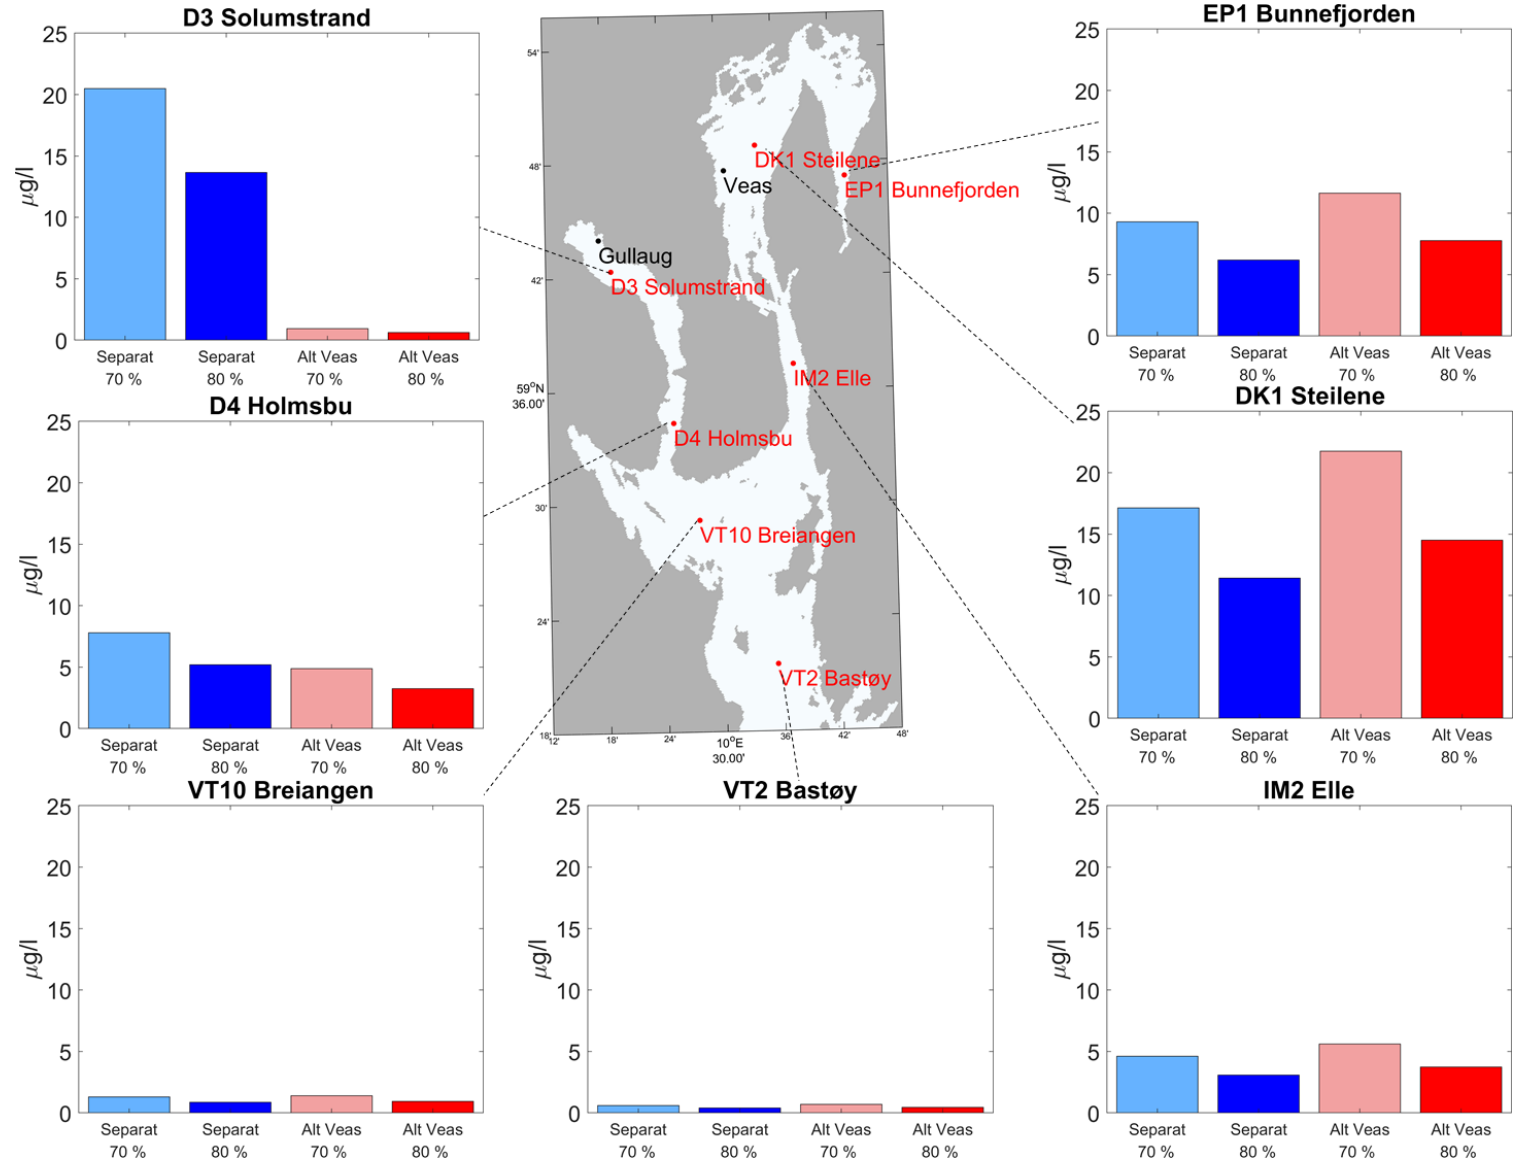 D3 Solumstrand
25
20
15
10
5
0
µg/l
Separat Separat Alt Veas Alt Veas
70 % 80 % 70 % 80 %
D4 Holmsbu
25
20
15
10
5
0
µg/l
Separat Separat Alt Veas Alt Veas
70 % 80 % 70 % 80 %
VT10 Breiangen
25
20
15
10
5
0
µg/l
Separat Separat Alt Veas Alt Veas
70 % 80 % 70 % 80 %
54'
48'
42'
59°N
36.00'
30'
24'
18'
12' 18' 24' 10°E 36' 42' 48'
30.00'
DK1 Steilene
Veas
EP1 Bunnefjorden
Gullaug
D3 Solumstrand
IM2 Elle
D4 Holmsbu
VT10 Breiangen
VT2 Bastøy
VT2 Bastøy
25
20
15
10
5
0
µg/l
Separat Separat Alt Veas Alt Veas
70 % 80 % 70 % 80 %
EP1 Bunnefjorden
25
20
15
10
5
0
µg/l
Separat Separat Alt Veas Alt Veas
70 % 80 % 70 % 80 %
DK1 Steilene
25
20
15
10
5
0
µg/l
Separat Separat Alt Veas Alt Veas
70 % 80 % 70 % 80 %
IM2 Elle
25
20
15
10
5
0
µg/l
Separat Separat Alt Veas Alt Veas
70 % 80 % 70 % 80 %